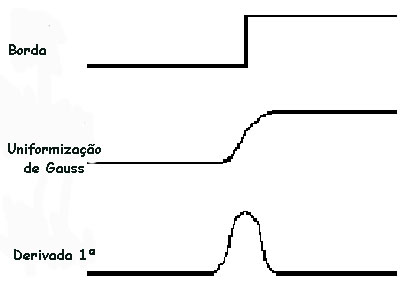 Borda
Uniformização
de Gauss
Derivada 1ª